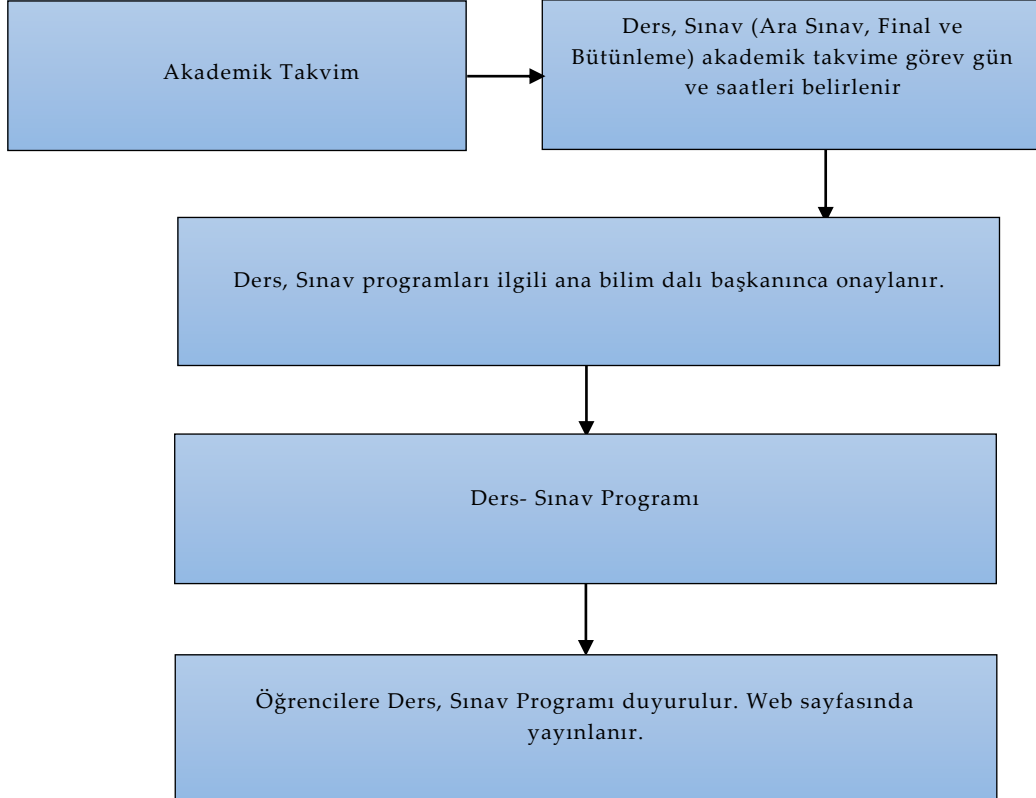 Akademik Takvim
Ders, Sınav (Ara Sınav, Final ve
Bütünleme) akademik takvime görev gün
ve saatleri belirlenir
Ders, Sınav programları ilgili ana bilim dalı başkanınca onaylanır.
Ders- Sınav Programı
Öğrencilere Ders, Sınav Programı duyurulur. Web sayfasında
yayınlanır.